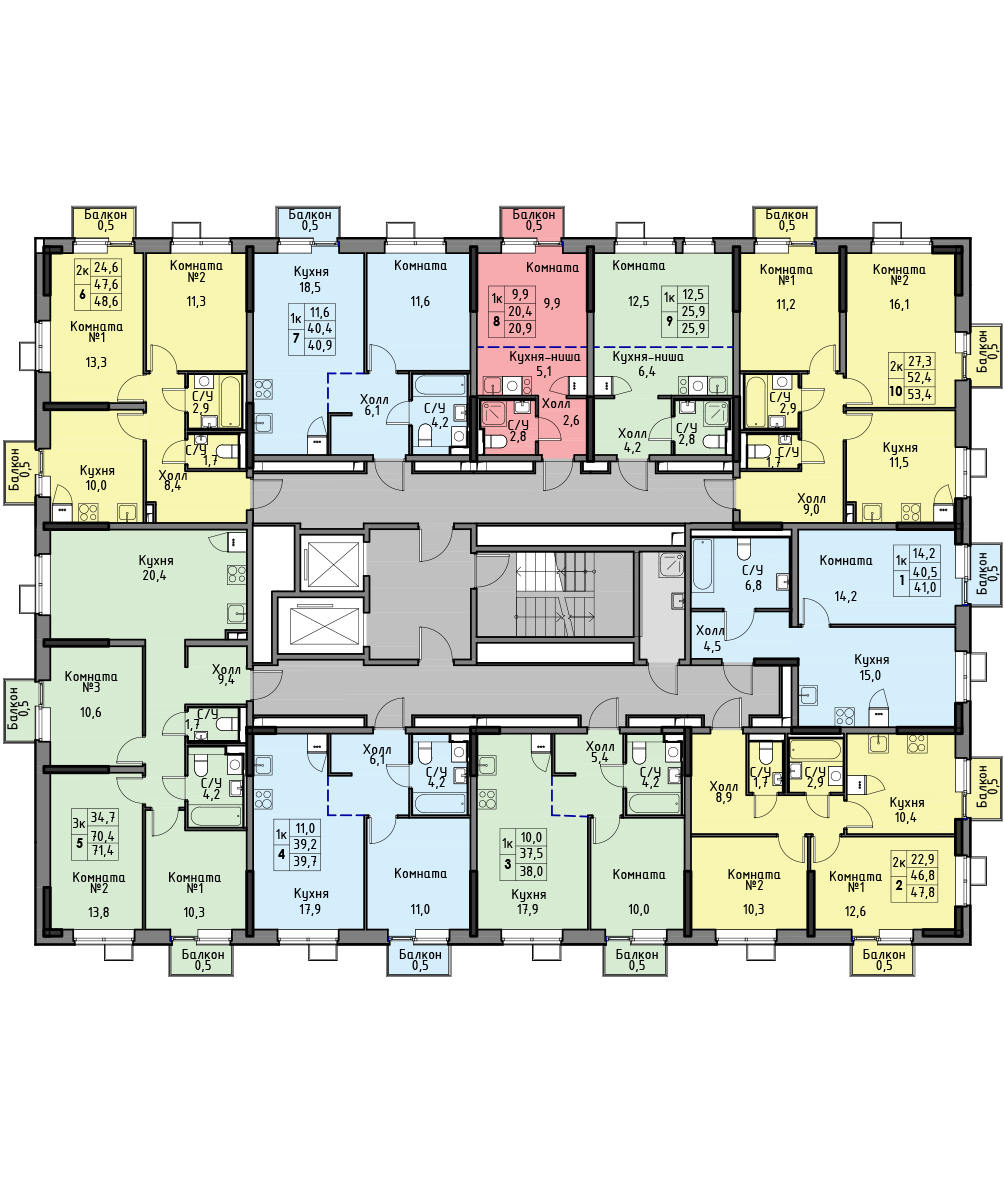 Балкон
0,5
Балкон
0,5
Балкон
0,5
Балкон
0,5
2к
24,6
47,6
6
48,6
Комната
№1
13,3
Комната
№2
11,3
Кухня
18,5
1к
11,6
40,4
7
40,9
Комната
11,6
Комната
9,9
1к
9,9
20,4
8
20,9
Кухня-ниша
5,1
Комната
12,5
1к
12,5
25,9
9
25,9
Кухня-ниша
6,4
Комната
№1
11,2
Комната
№2
16,1
2к
27,3
52,4
10
53,4
Балкон
0,5
С/У
2,9
Холл
6,1
С/У
4,2
С/У
2,8
Холл
2,6
Холл
4,2
С/У
2,8
С/У
2,9
Балкон
0,5
Кухня
10,0
С/У
1,7
Холл
8,4
1,7
Холл
9,0
Кухня
11,5
Кухня
20,4
С/У
6,8
Комната
14,2
1к
14,2
40,5
1
41,0
Балкон
0,5
Холл
4,5
Кухня
15,0
Балкон
0,5
Комната
№3
10,6
Холл
9,4
С/У
1,7
С/У
4,2
3к
34,7
70,4
5
71,4
Комната
№2
13,8
Комната
№1
10,3
Холл
6,1
С/У
4,2
1к
11,0
39,2
4
39,7
Кухня
17,9
Комната
11,0
Холл
5,4
С/У
4,2
1к
10,0
37,5
3
38,0
Кухня
17,9
Комната
10,0
Холл
8,9
С/У
1,7
С/У
2,9
Кухня
10,4
Балкон
0,5
Комната
№2
10,3
Комната
№1
12,6
2к
22,9
46,8
2
47,8
Балкон
0,5
Балкон
0,5
Балкон
0,5
Балкон
0,5